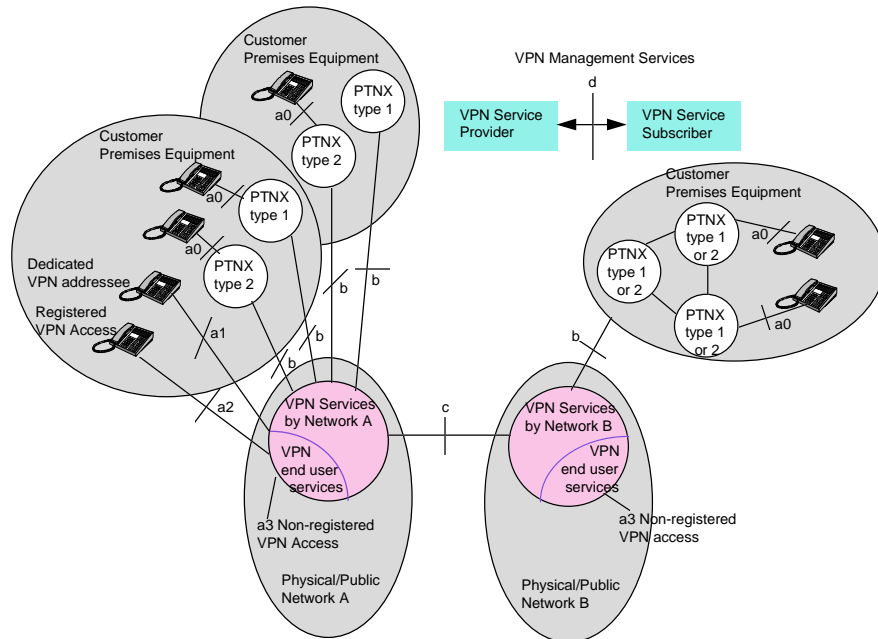 Customer
Premises Equipment
PTNX
type 1
a0
PTNX
type 2
VPN Management Services
d
VPN Service
Provider
VPN Service
Subscriber
Customer
Premises Equipment
a0
PTNX
type 1
a0
PTNX
type 2
Dedicated
VPN addressee
Registered
VPN Access
a1
a2
b
b
b
b
Customer
Premises Equipment
PTNX
type 1
or 2
a0
PTNX
type 1
or 2
PTNX
type 1
or 2
a0
b
VPN Services
by Network A
VPN
end user
services
c
VPN Services
by Network B
VPN
end user
services
a3 Non-registered
VPN Access
a3 Non-registered
VPN access
Physical/Public
Network A
Physical/Public
Network B